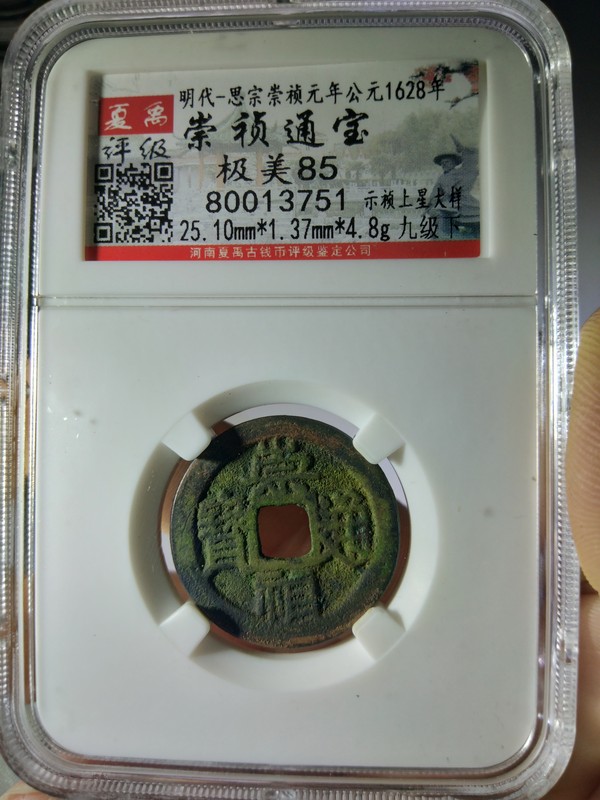 明代-思宗崇祯元年公元1628年
夏禹
评级
崇祯通宝
极美85
80013751 示祯上星大样
25.10mm*1.37mm*4.8g 九级下
河南夏禹古钱币评级鉴定公司
崇
祯